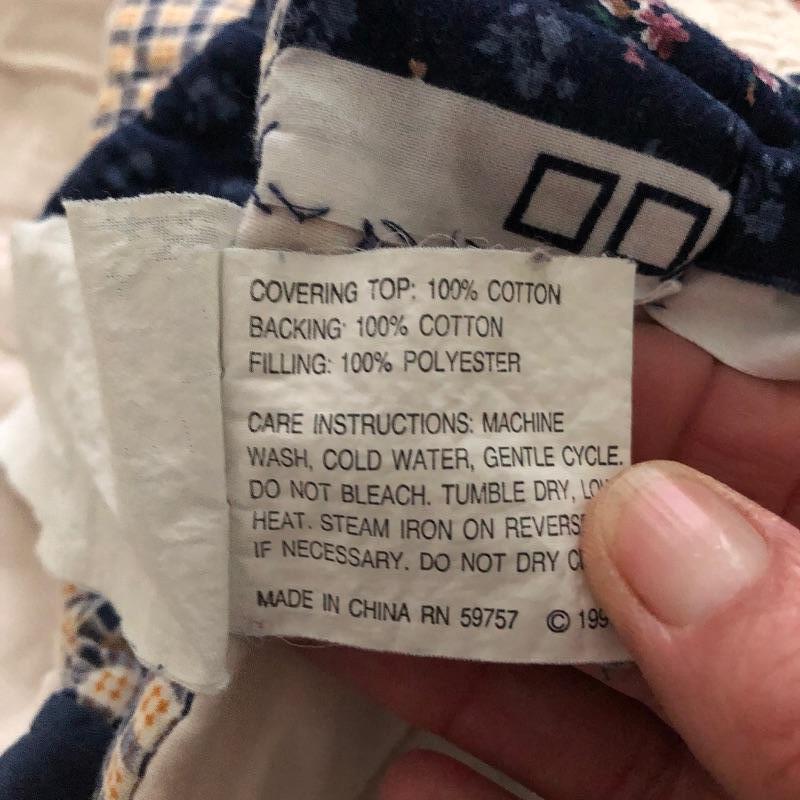 COVERING TOP: 100% COTTON
BACKING: 100% COTTON
FILLING: 100% POLYESTER
CARE INSTRUCTIONS: MACHINE
WASH, COLD WATER, GENTLE CYCLE.
DO NOT BLEACH. TUMBLE DRY,
HEAT. STEAM IRON ON
IF NECESSARY. DO NOT DRY
MADE IN CHINA RN 59757 ©